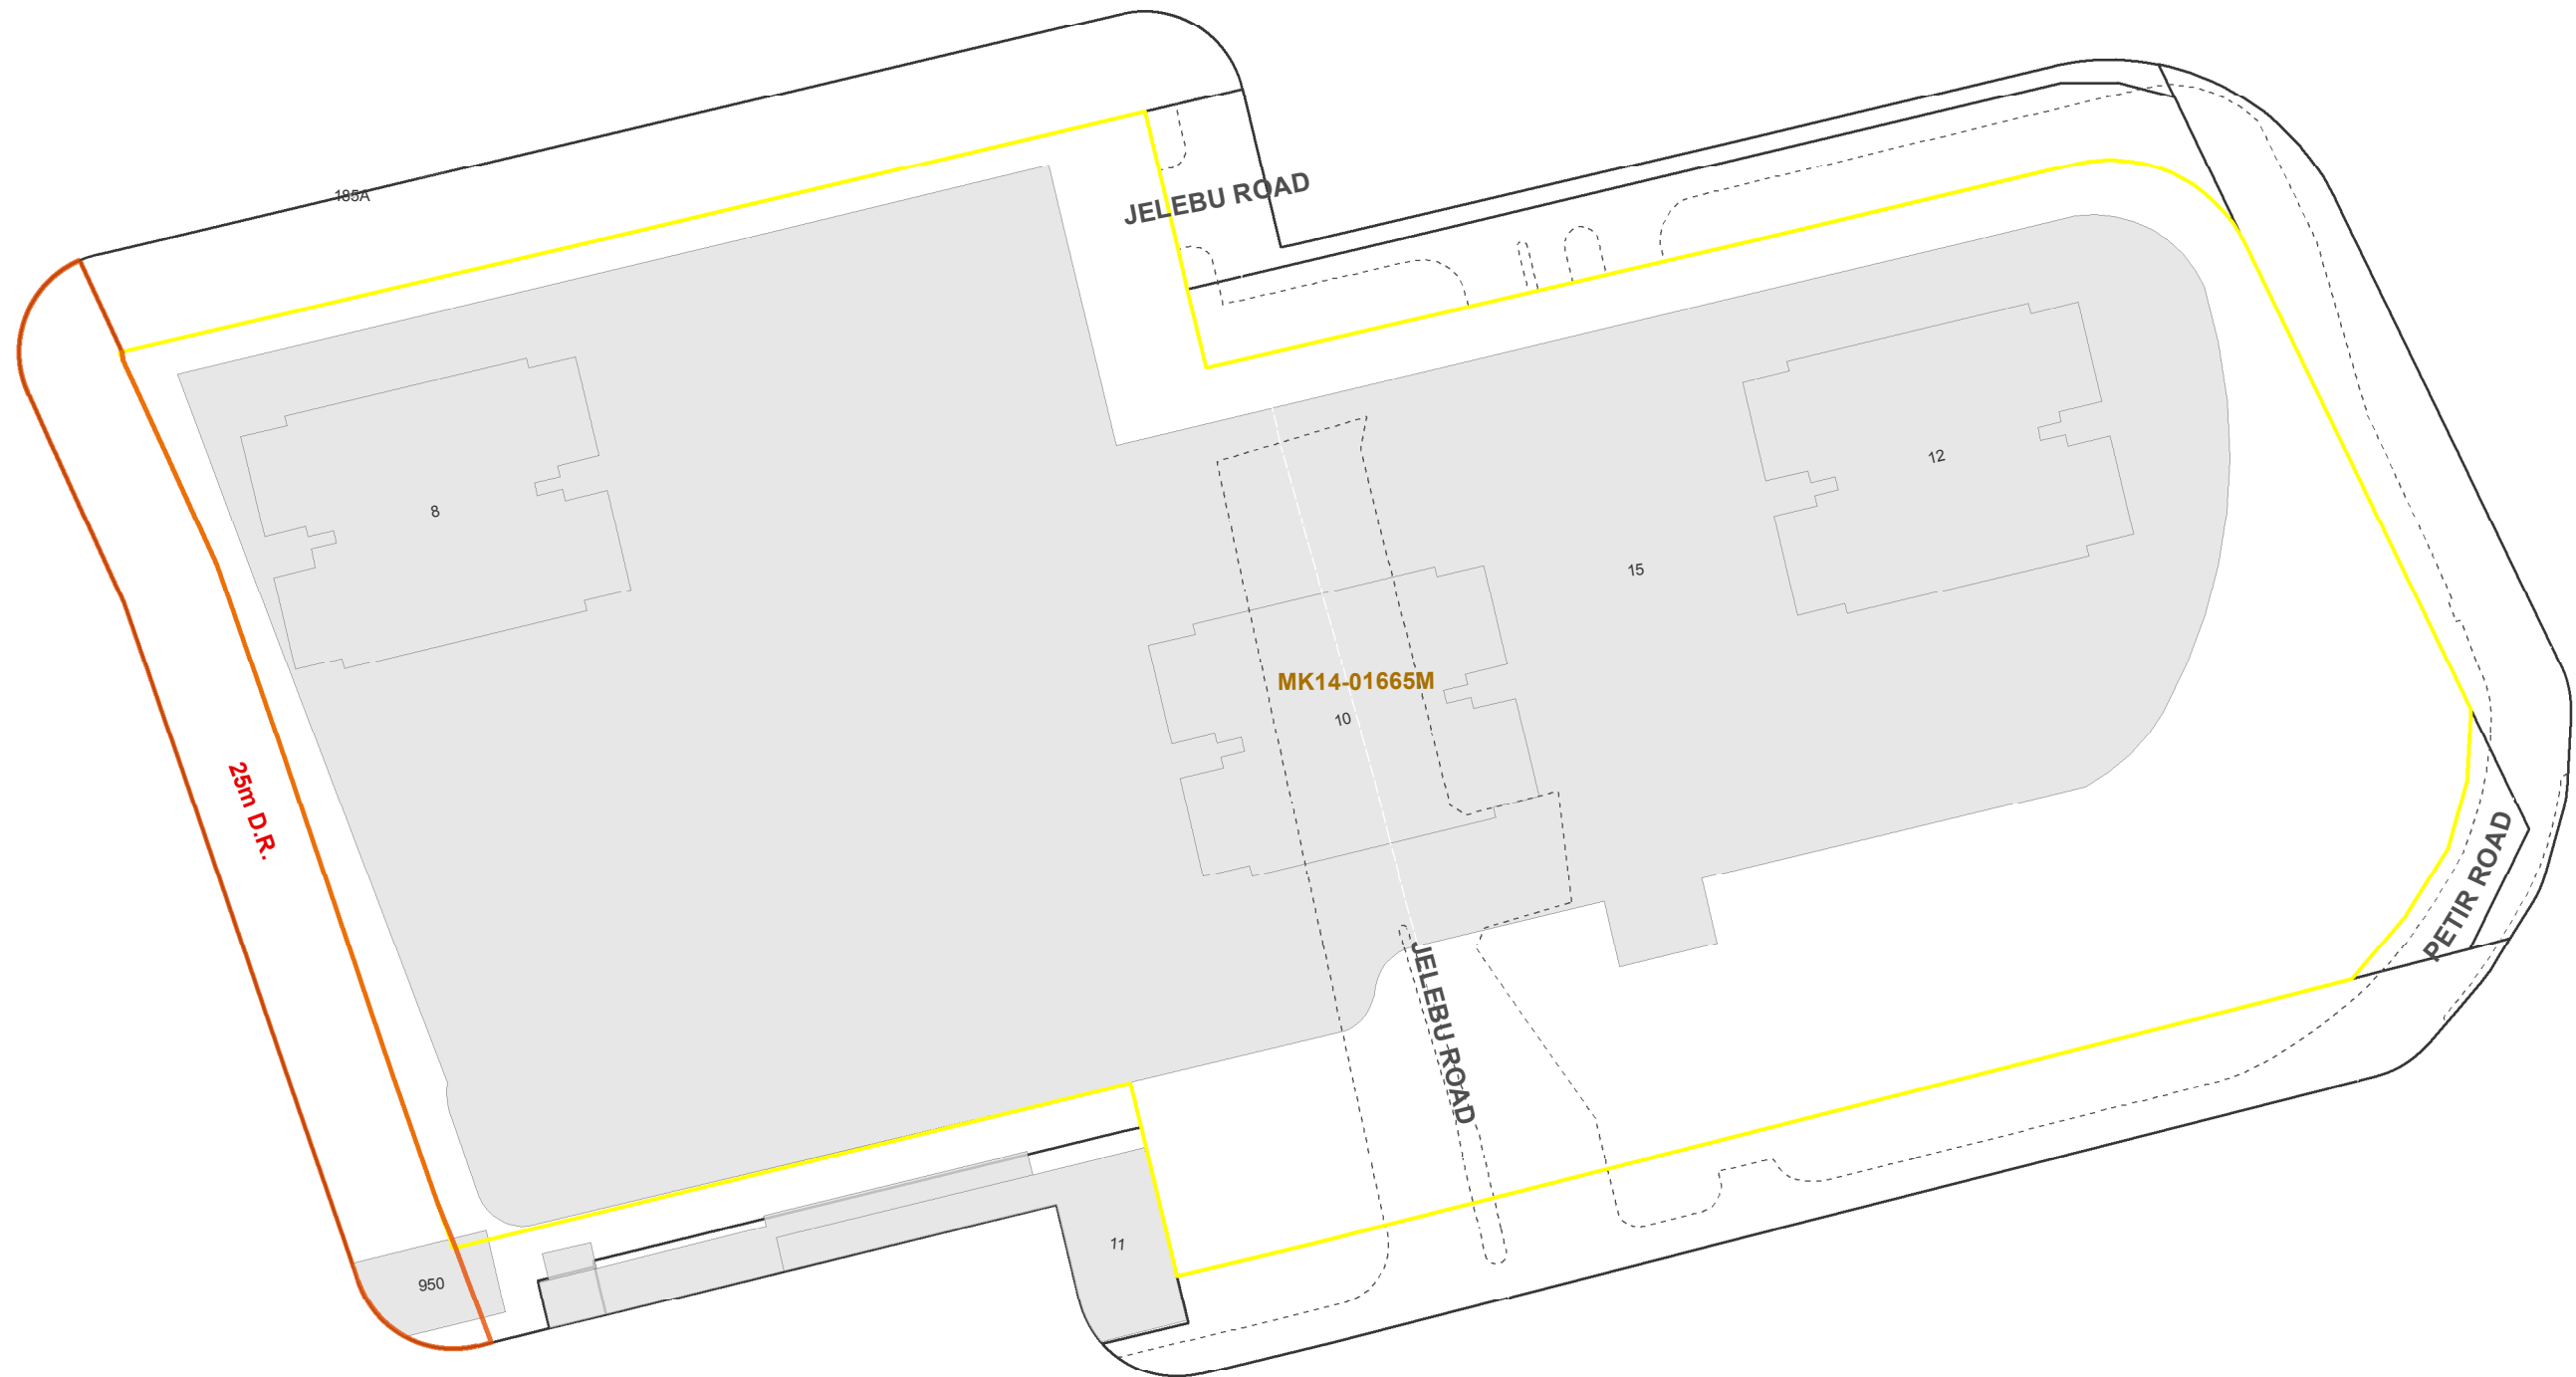 185A
JELEBU ROAD
12
8
15
MK14-01665M
10
25m D.R.
PETIR ROAD
JELEBU ROAD
11
950